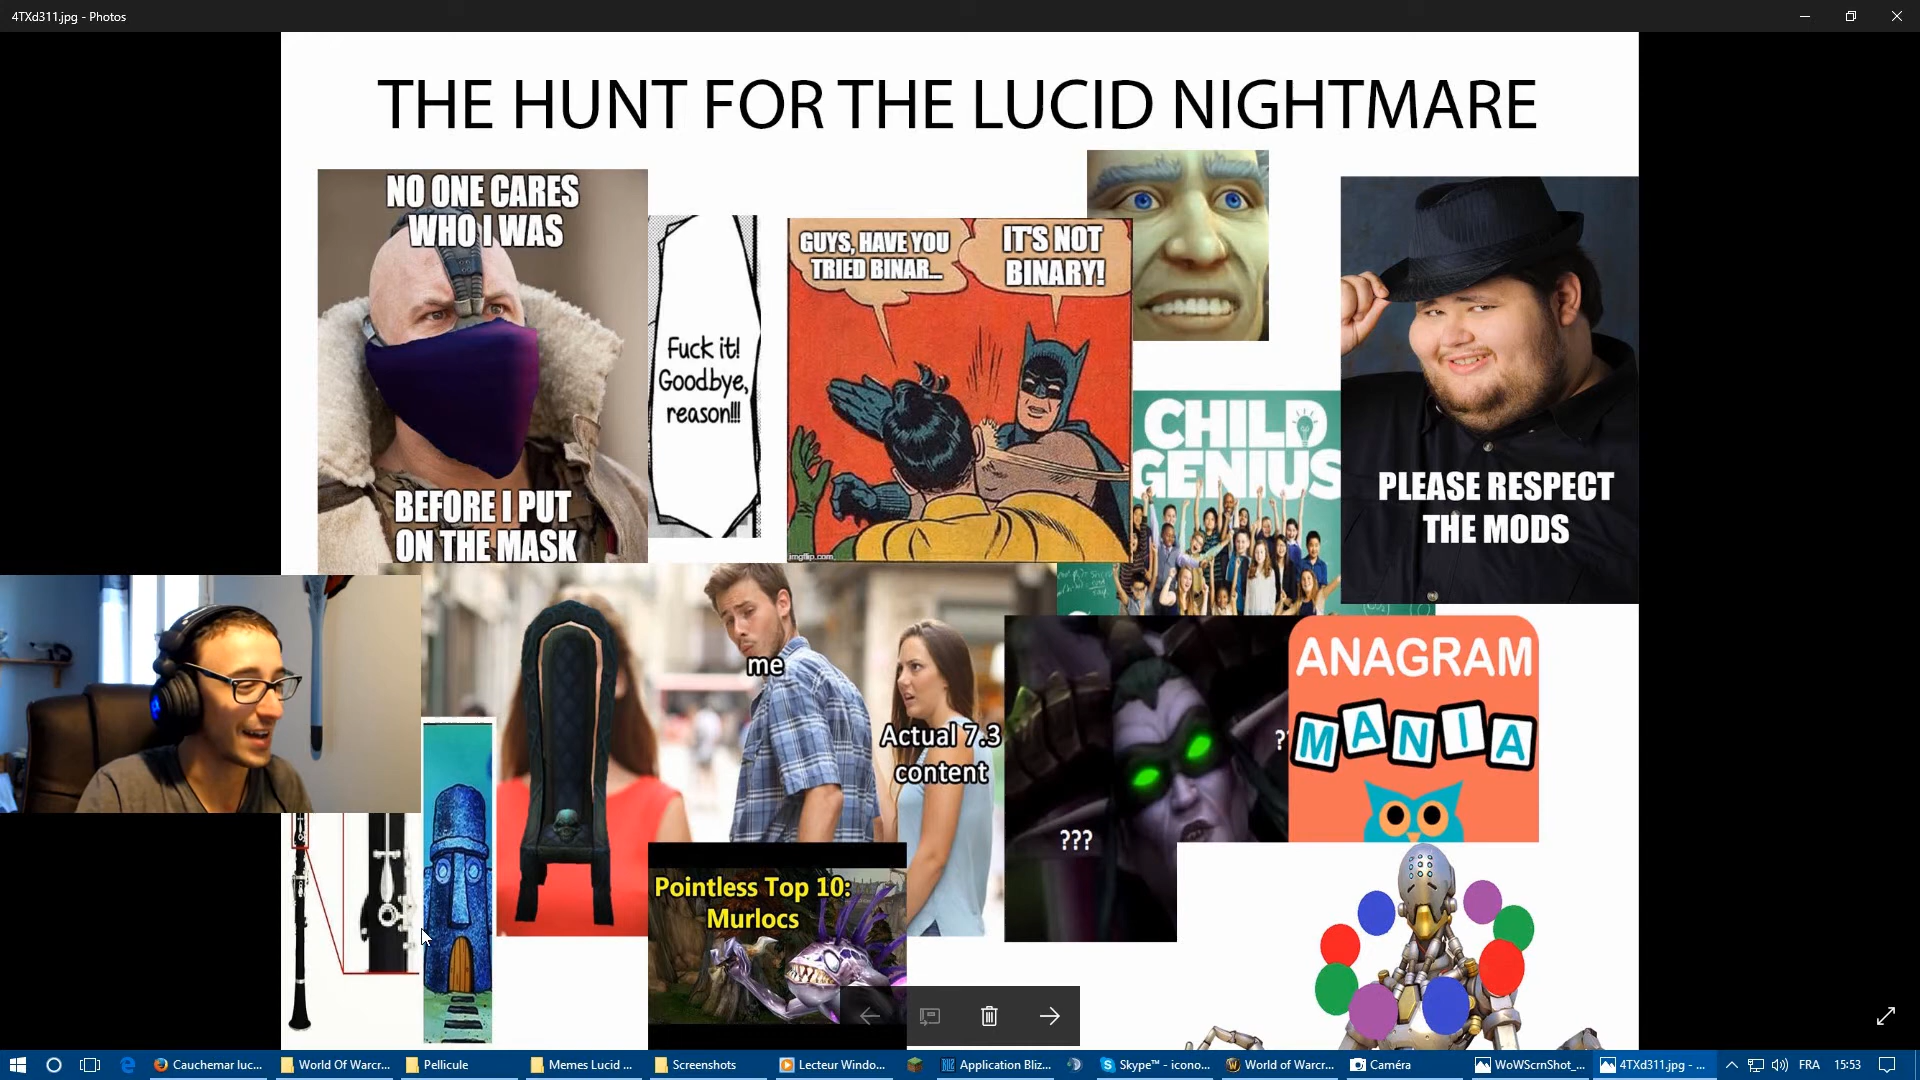 4TXd311.jpg - Photos
THE HUNT FOR THE LUCID NIGHTMARE
NO ONE CARES
WHO I WAS
BEFORE I PUT
ON THE MASK
Fuck it!
Goodbye,
reason!!!
GUYS, HAVE YOU
TRIED BINAR...
IT'S NOT
BINARY!
imgflip.com
CHILD
GENIUS
PLEASE RESPECT
THE MODS
me
Actual 7.3
content
???
??
ANAGRAM
MANIA
Pointless Top 10:
Murlocs
Cauchemar luc...
World Of Warcr...
Pellicule
Memes Lucid ...
Screenshots
Lecteur Windo...
Application Bliz...
Skype™ - icono...
World of Warcr...
Caméra
WoWScrnShot_...
4TXd311.jpg - ...
FRA
15:53